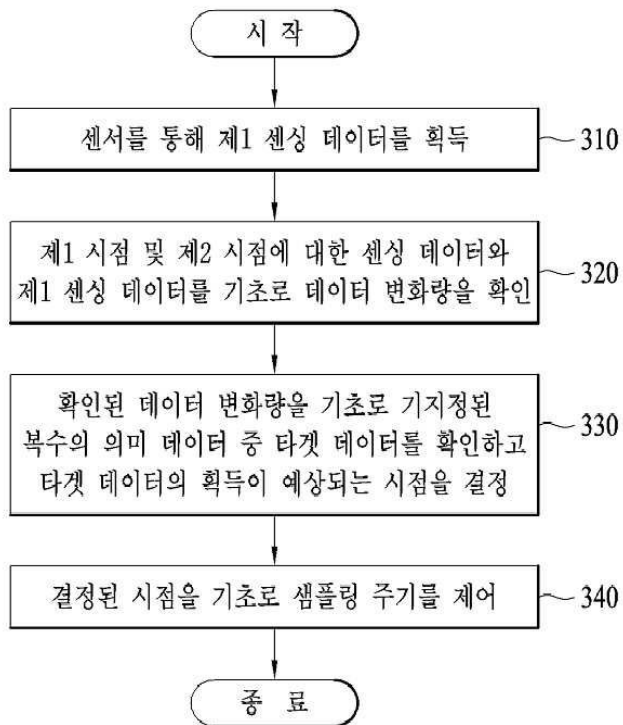 시 작
센서를 통해 제1 센싱 데이터를 획득
310
제1 시점 및 제2 시점에 대한 센싱 데이터와
제1 센싱 데이터를 기초로 데이터 변화량을 확인
320
확인된 데이터 변화량을 기초로 기지정된
복수의 의미 데이터 중 타겟 데이터를 확인하고
타겟 데이터의 획득이 예상되는 시점을 결정
330
결정된 시점을 기초로 샘플링 주기를 제어
340
종 료